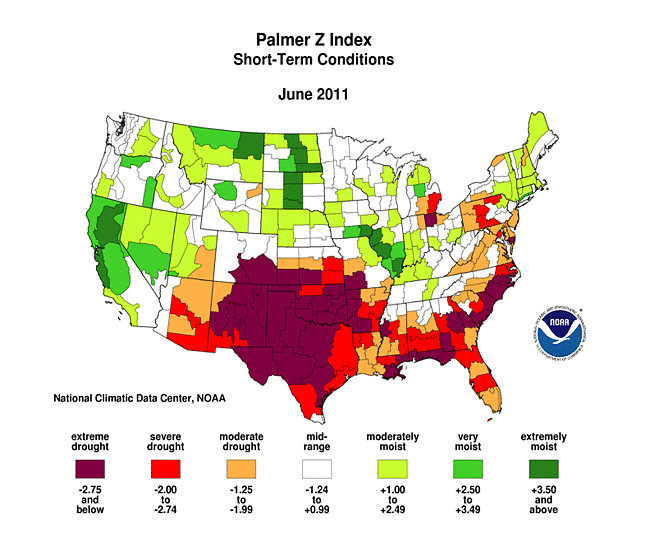 Palmer Z Index
Short-Term Conditions
June 2011
NOAA
National Climatic Data Center, NOAA
extreme drought
severe drought
moderate drought
mid-range
moderately moist
very moist
extremely moist
-2.75 and below
-2.00 to -2.74
-1.25 to -1.99
-1.24 to +0.99
+1.00 to +2.49
+2.50 to +3.49
+3.50 and above